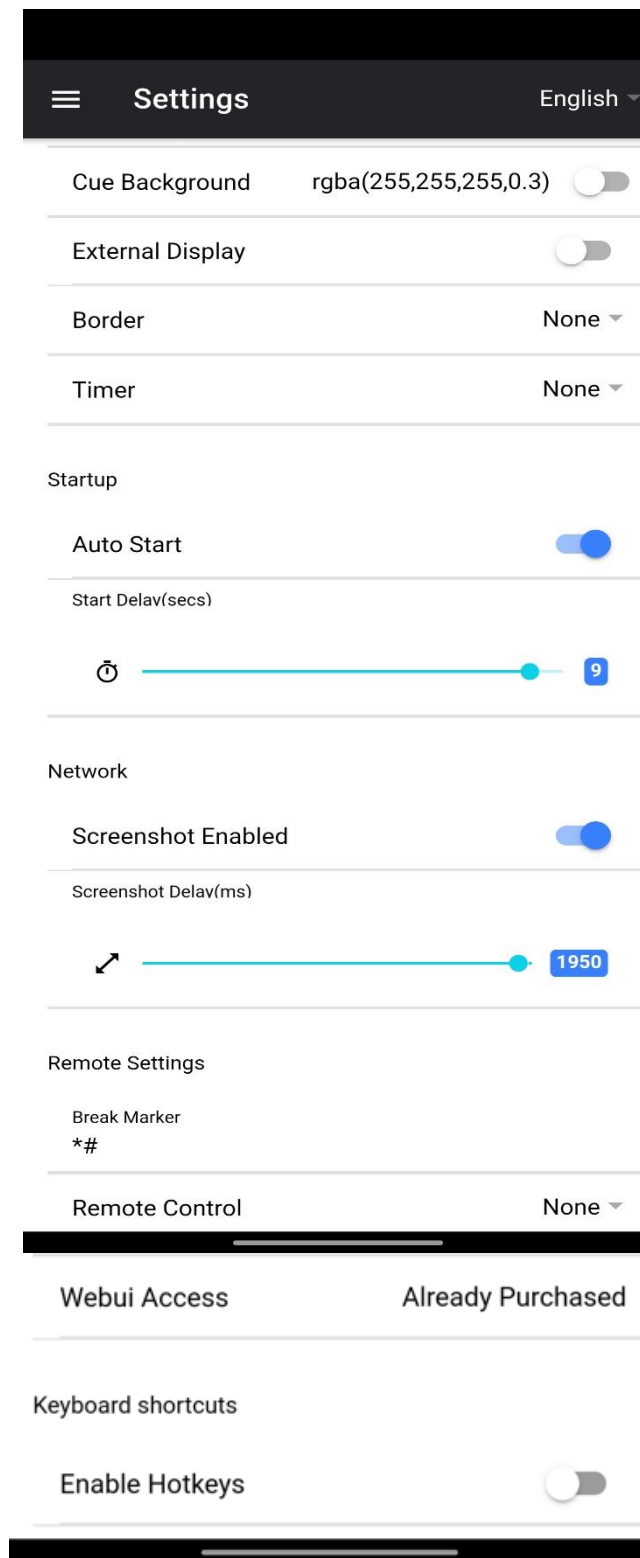 Settings English
Cue Background rgba(255,255,255,0.3)
External Display
Border None
Timer None
Startup
Auto Start
Start Delay(secs)
9
Network
Screenshot Enabled
Screenshot Delay(ms)
1950
Remote Settings
Break Marker
*#
Remote Control None
Webui Access Already Purchased
Keyboard shortcuts
Enable Hotkeys